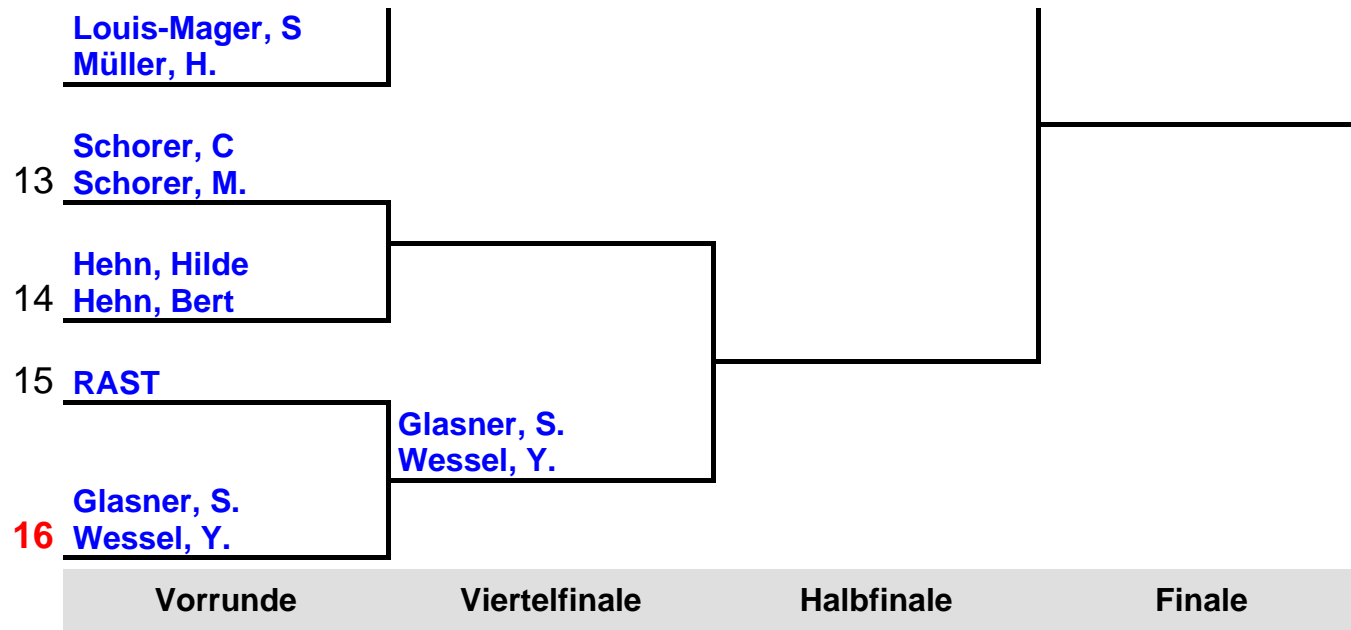 Louis-Mager, S
Müller, H.
Schorer, C
13 Schorer, M.
Hehn, Hilde
14 Hehn, Bert
15 RAST
Glasner, S.
Wessel, Y.
Glasner, S.
16 Wessel, Y.
Vorrunde Viertelfinale Halbfinale Finale